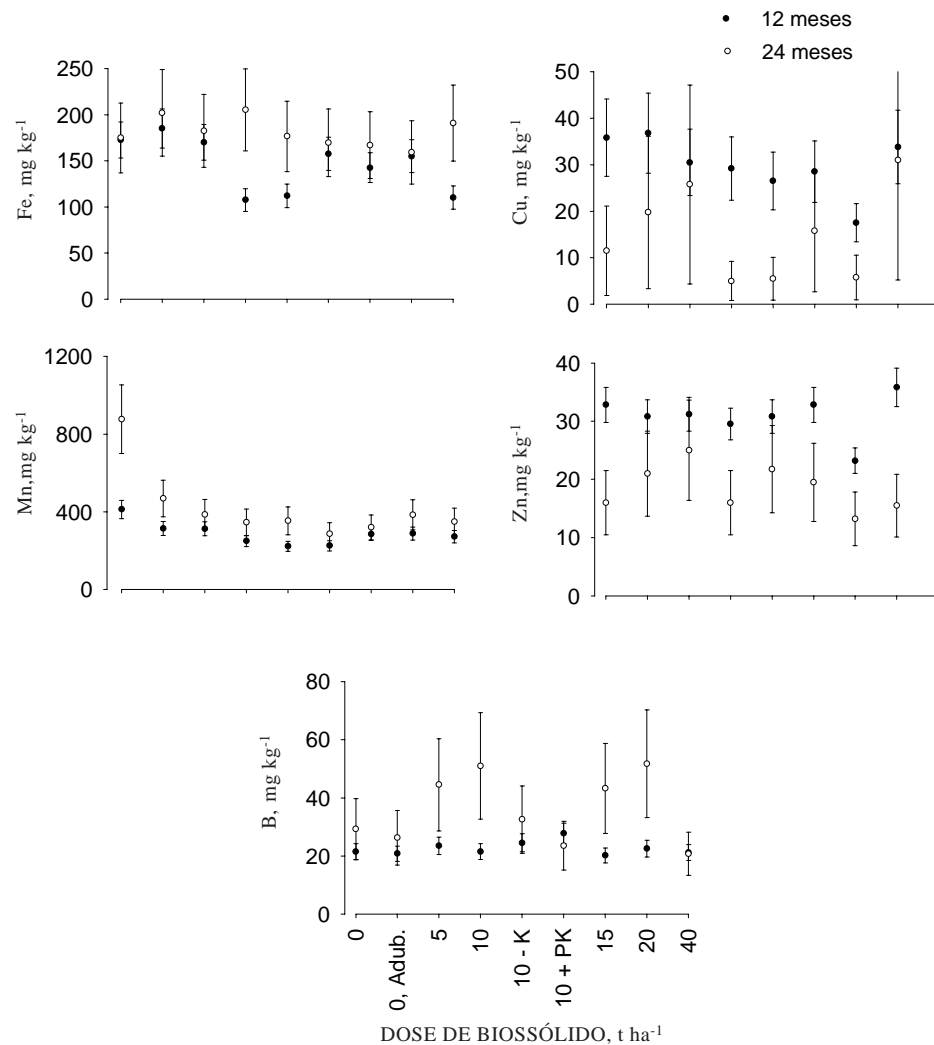 12 meses
24 meses
Fe, mg kg-1
250
200
150
100
50
0
Cu, mg kg-1
50
40
30
20
10
0
Mn,mg kg-1
1200
800
400
0
Zn,mg kg-1
40
30
20
10
0
B, mg kg-1
80
60
40
20
0
0
0, Adub.
5
10
10 - K
10 + PK
15
20
40
DOSE DE BIOSSÓLIDO, t ha-1